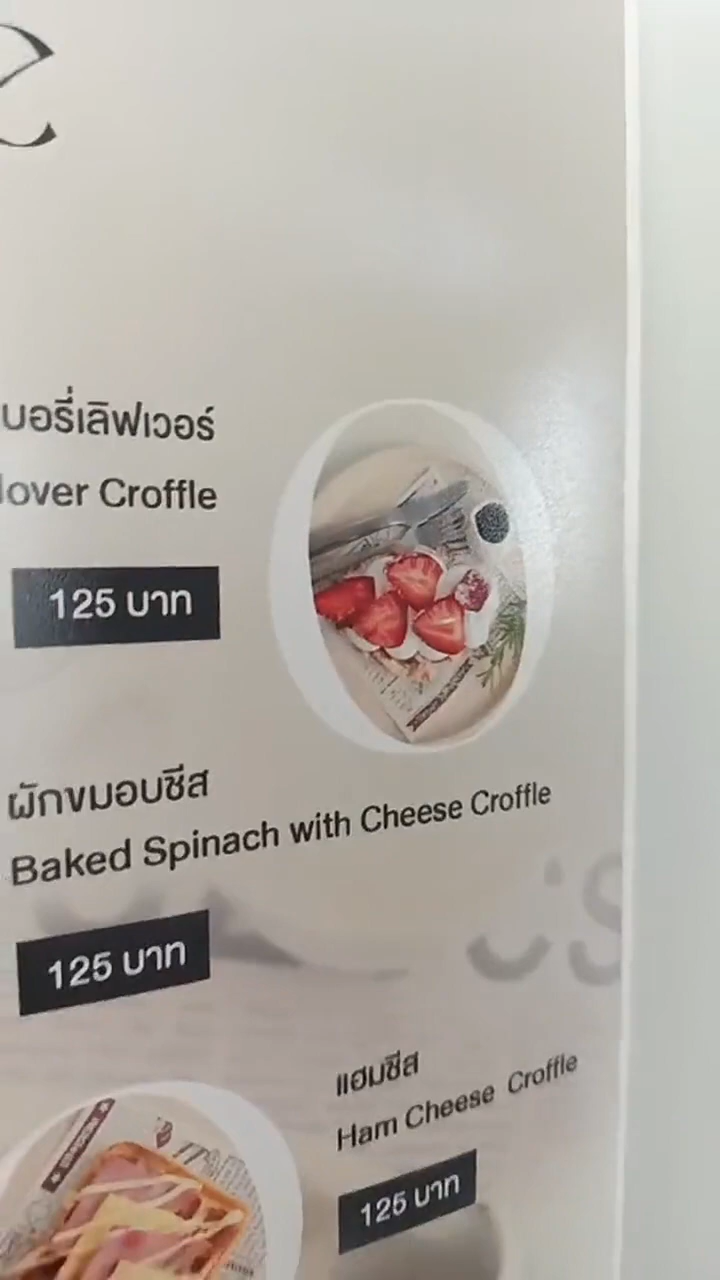 e
บอรี่เลิฟเวอร์
lover Croffle
125 บาท
ผักขมอบชีส
Baked Spinach with Cheese Croffle
125 บาท
แฮมชีส
Ham Cheese Croffle
125 บาท